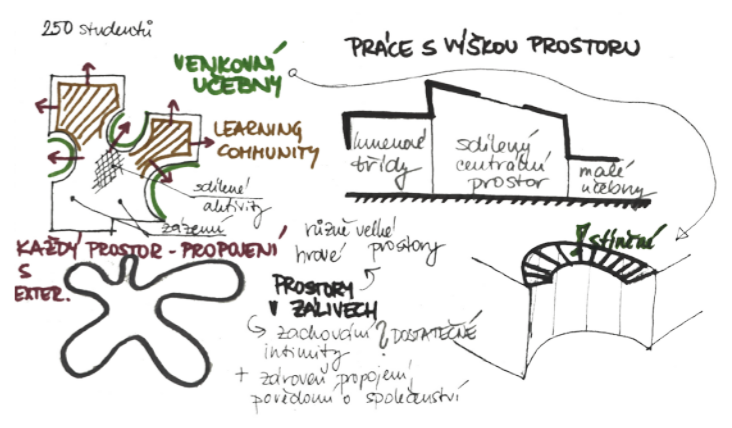 250 studentů
VENKOVNÍ
UČEBNY
LEARNING
COMMUNITY
sdílené
aktivity
zázemí
KAŽDÝ PROSTOR - PROPOJENÍ
S
EXTER.
PRÁCE S VÝŠKOU PROSTORU
kmenové
třídy
sdílený
centrální
prostor
malé
učebny
různě velké
hravé prostory
PROSTORY
V ZÁLIVECH
zachování ? DOSTATEČNÉ
intimity
+ zároveň propojení,
povědomí o společenství
? stínění